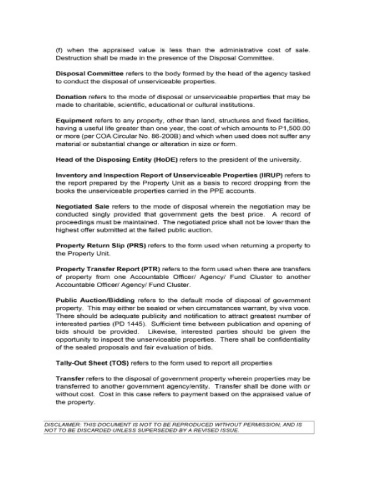 (f) when the appraised value is less than the administrative cost of sale.
Destruction shall be made in the presence of the Disposal Committee.
Disposal Committee refers to the body formed by the head of the agency tasked
to conduct the disposal of unserviceable properties.
Donation refers to the mode of disposal or unserviceable properties that may be
made to charitable, scientific, educational or cultural institutions.
Equipment refers to any property, other than land, structures and fixed facilities,
having a useful life greater than one year, the cost of which amounts to P1,500.00
or more (per COA Circular No. 86-200B) and which when used does not suffer any
material or substantial change or alteration in size or form.
Head of the Disposing Entity (HoDE) refers to the president of the university.
Inventory and Inspection Report of Unserviceable Properties (IIRUP) refers to
the report prepared by the Property Unit as a basis to record dropping from the
books the unserviceable properties carried in the PPE accounts.
Negotiated Sale refers to the mode of disposal wherein the negotiation may be
conducted singly provided that government gets the best price. A record of
proceedings must be maintained. The negotiated price shall not be lower than the
highest offer submitted at the failed public auction.
Property Return Slip (PRS) refers to the form used when returning a property to
the Property Unit.
Property Transfer Report (PTR) refers to the form used when there are transfers
of property from one Accountable Officer/ Agency/ Fund Cluster to another
Accountable Officer/ Agency/ Fund Cluster.
Public Auction/Bidding refers to the default mode of disposal of government
property. This may either be sealed or when circumstances warrant, by viva voce.
There should be adequate publicity and notification to attract greatest number of
interested parties (PD 1445). Sufficient time between publication and opening of
bids should be provided. Likewise, interested parties should be given the
opportunity to inspect the unserviceable properties. There shall be confidentiality
of the sealed proposals and fair evaluation of bids.
Tally-Out Sheet (TOS) refers to the form used to report all properties
Transfer refers to the disposal of government property wherein properties may be
transferred to another government agency/entity. Transfer shall be done with or
without cost. Cost in this case refers to payment based on the appraised value of
the property.
DISCLAIMER: THIS DOCUMENT IS NOT TO BE REPRODUCED WITHOUT PERMISSION, AND IS
NOT TO BE DISCARDED UNLESS SUPERSEDED BY A REVISED ISSUE.